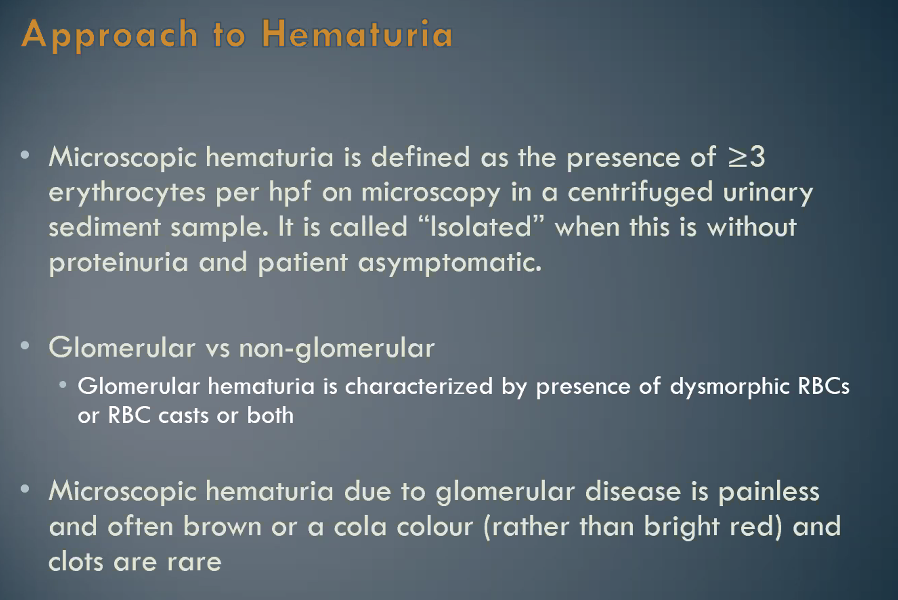 Approach to Hematuria
• Microscopic hematuria is defined as the presence of ≥3
erythrocytes per hpf on microscopy in a centrifuged urinary
sediment sample. It is called “Isolated” when this is without
proteinuria and patient asymptomatic.
• Glomerular vs non-glomerular
• Glomerular hematuria is characterized by presence of dysmorphic RBCs
or RBC casts or both
• Microscopic hematuria due to glomerular disease is painless
and often brown or a cola colour (rather than bright red) and
clots are rare